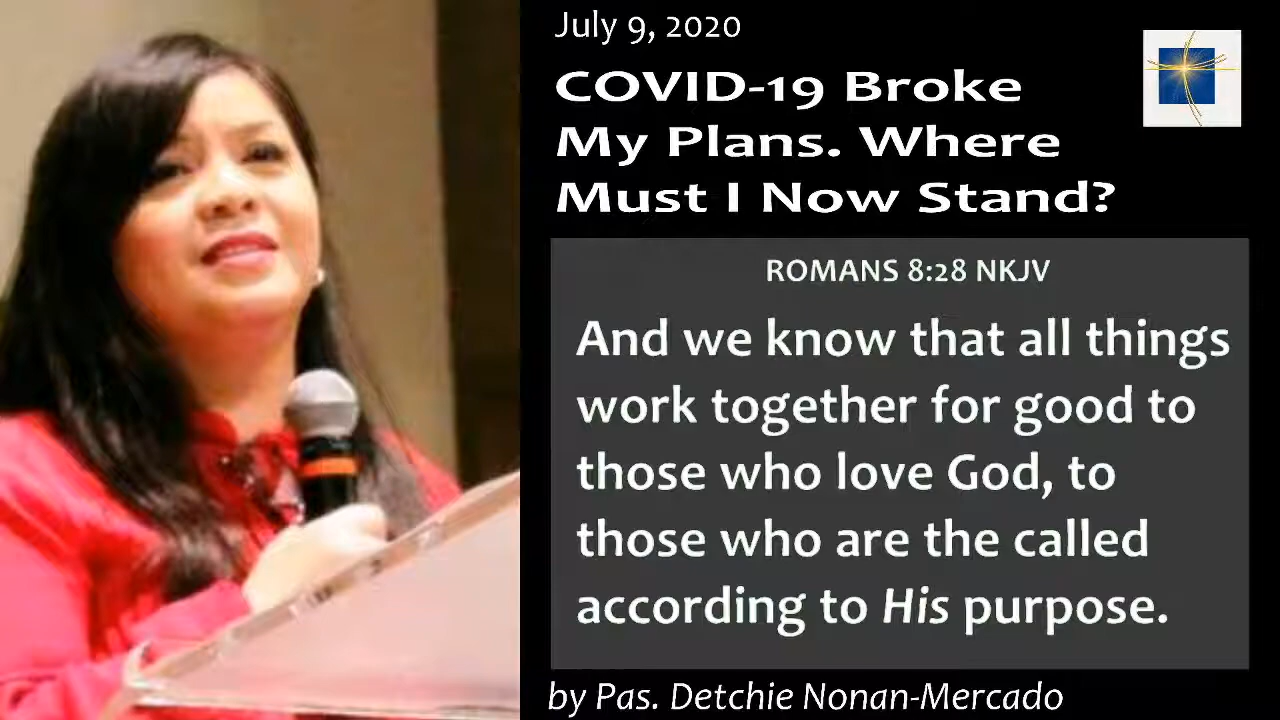 July 9, 2020
COVID-19 Broke
My Plans. Where
Must I Now Stand?
ROMANS 8:28 NKJV
And we know that all things
work together for good to
those who love God, to
those who are the called
according to His purpose.
by Pas. Detchie Nonan-Mercado